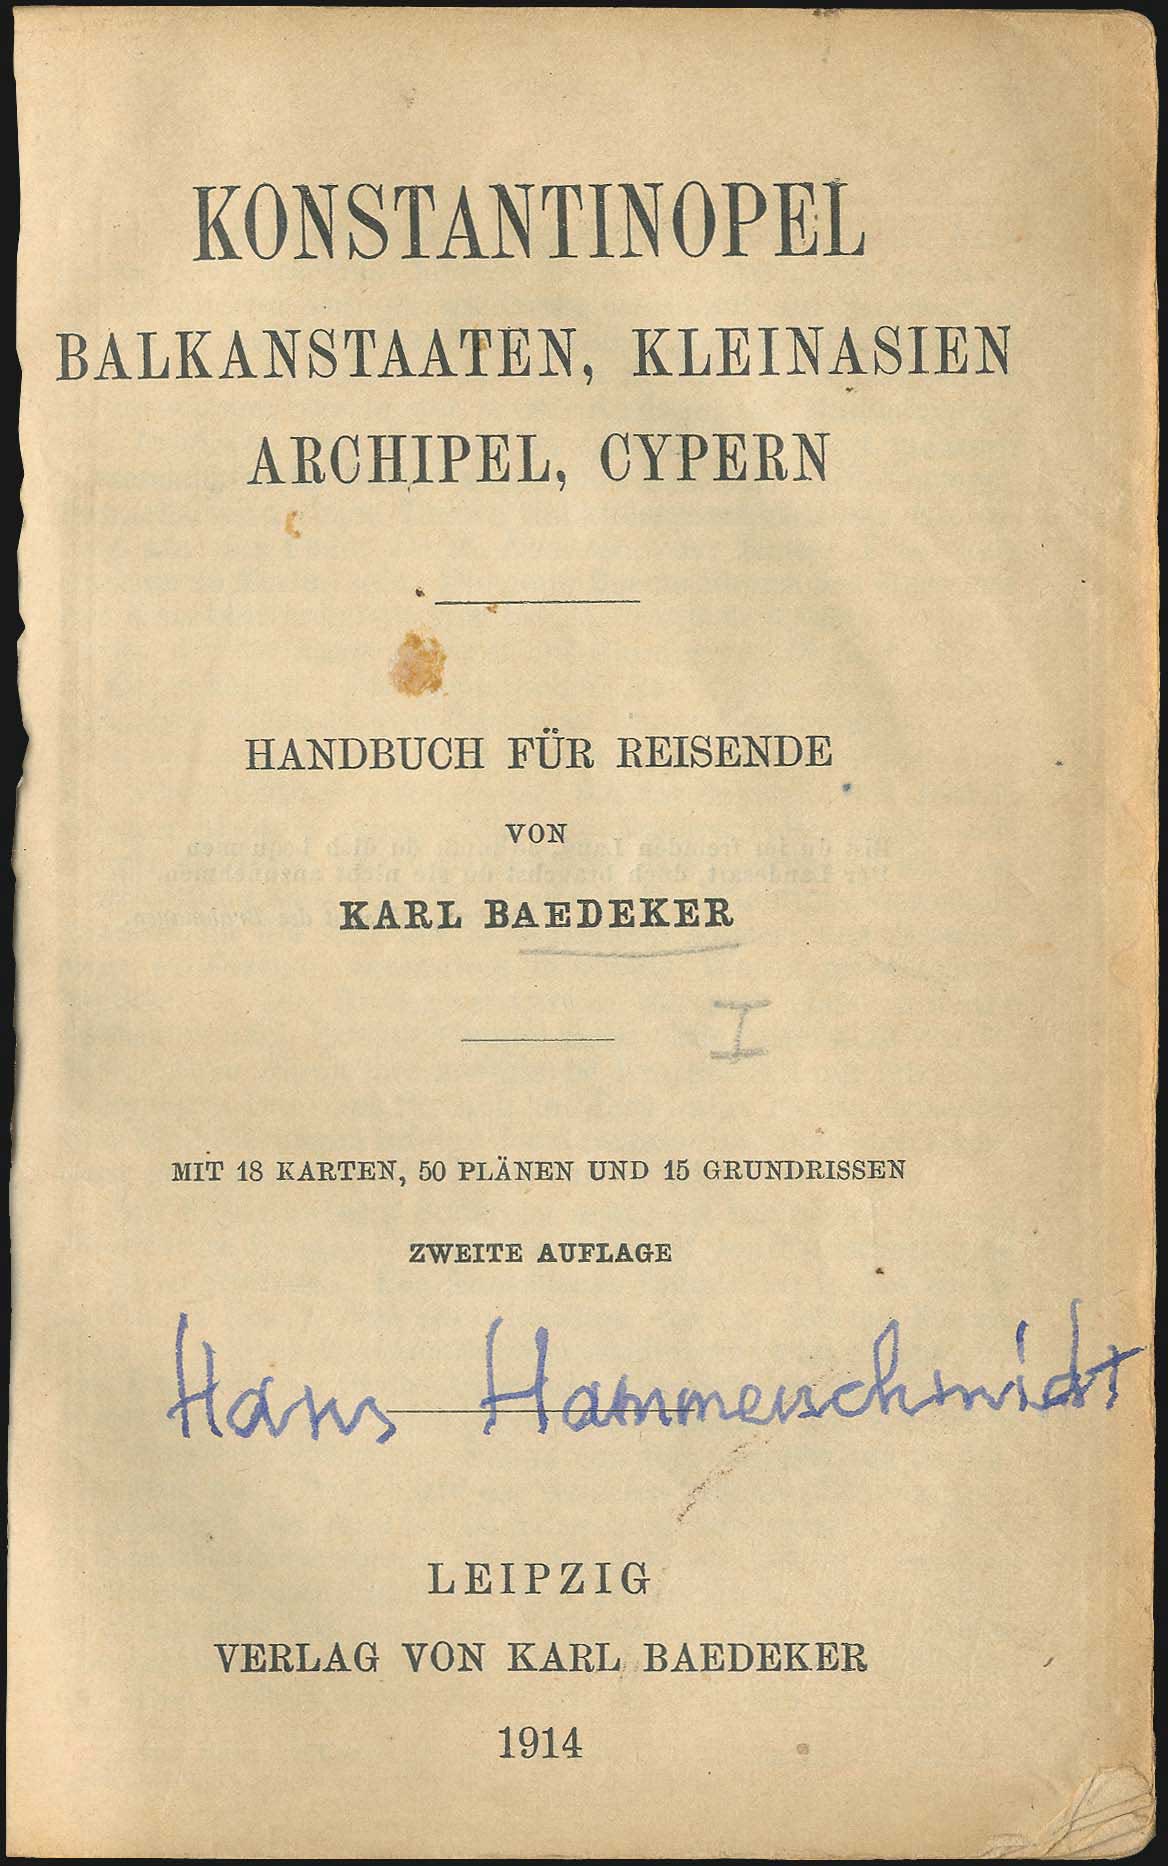 KONSTANTINOPEL
BALKANSTAATEN, KLEINASIEN
ARCHIPEL, CYPERN
HANDBUCH FÜR REISENDE
VON
KARL BAEDEKER
I
MIT 18 KARTEN, 50 PLÄNEN UND 15 GRUNDRISSEN
ZWEITE AUFLAGE
Hans Hammerschmidt
LEIPZIG
VERLAG VON KARL BAEDEKER
1914